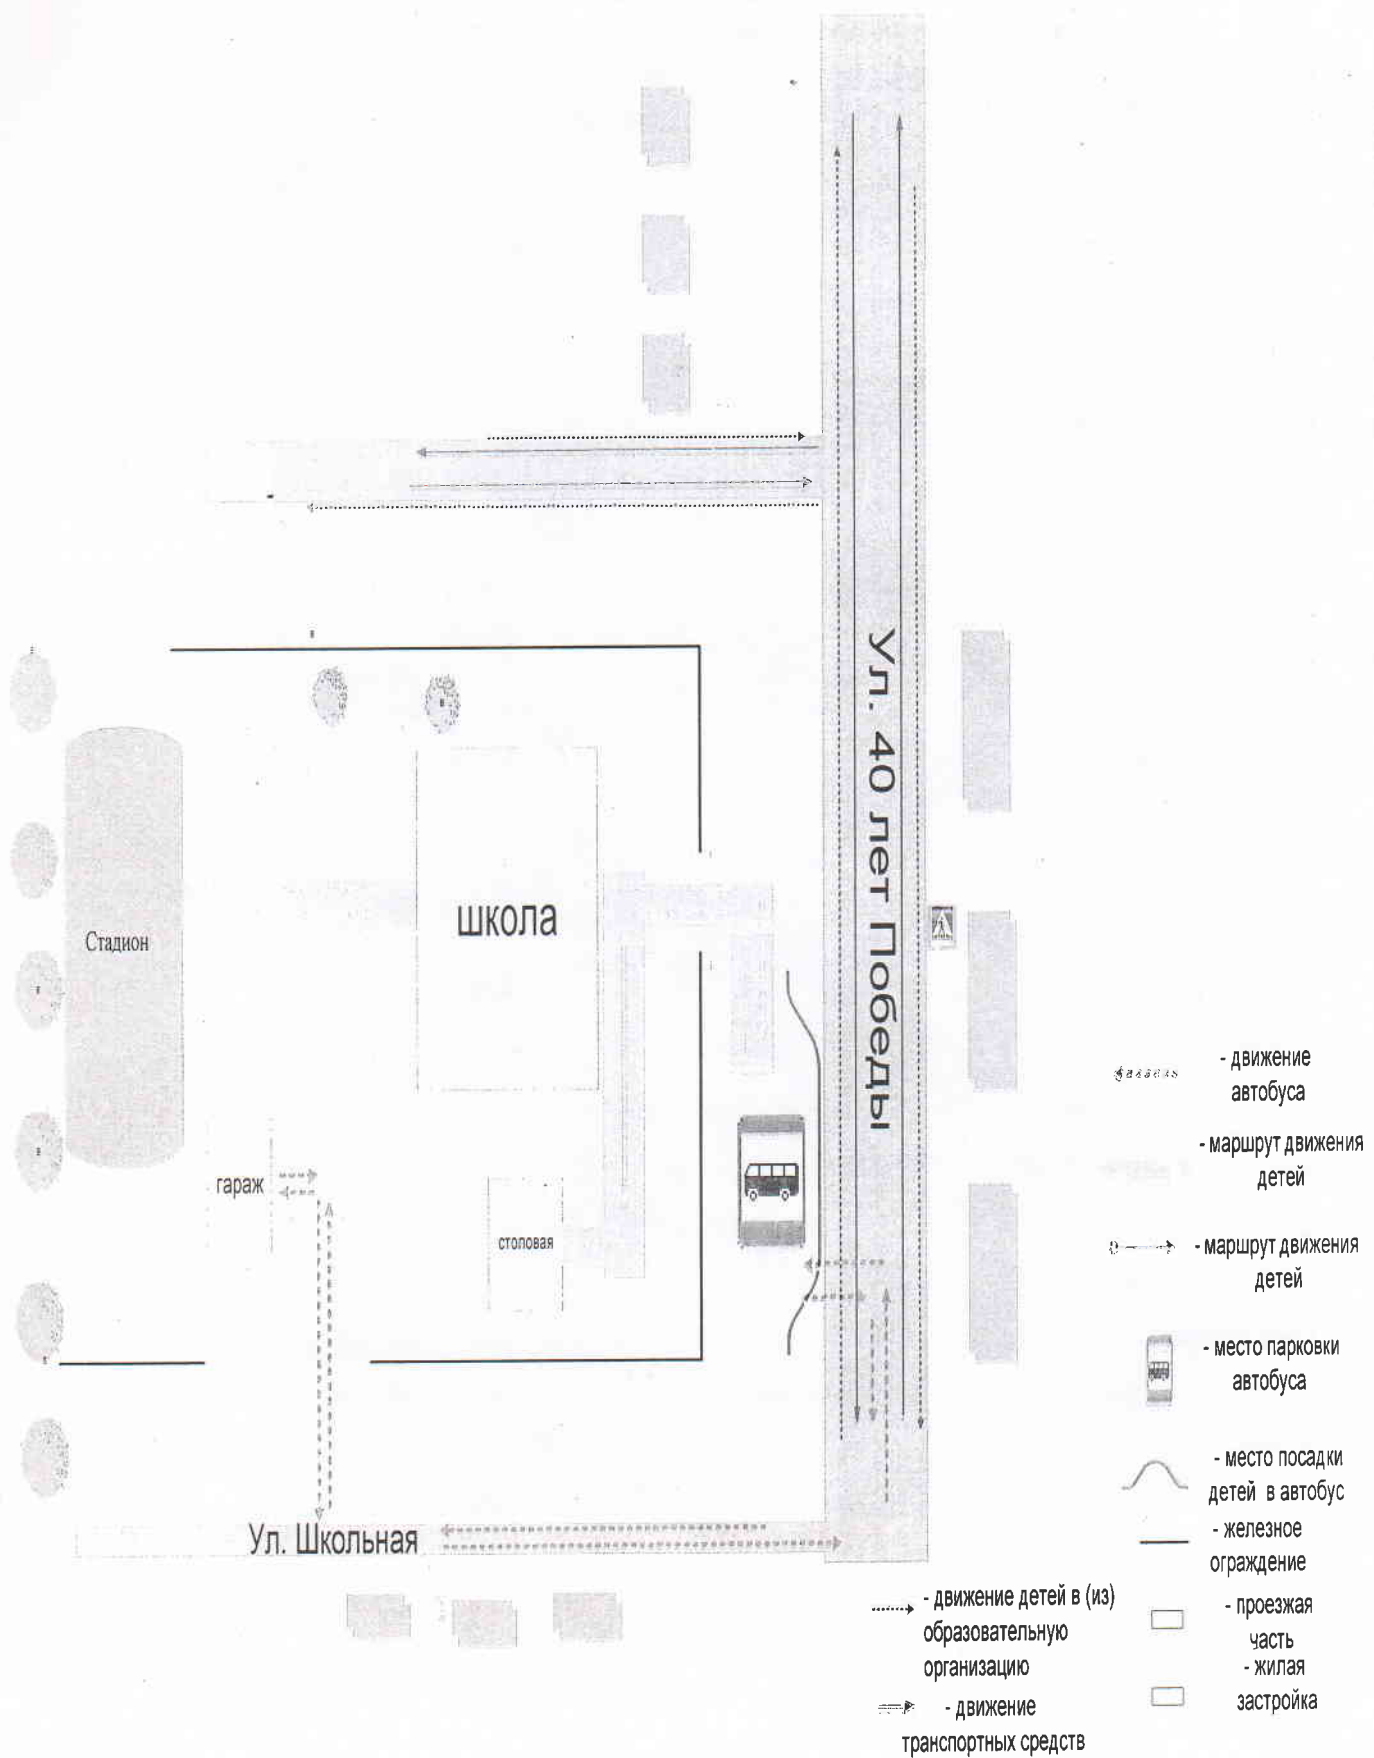 Ул. 40 лет Победы
школа
Стадион
гараж
столовая
Ул. Школьная
- движение
автобуса
- маршрут движения
детей
- маршрут движения
детей
- место парковки
автобуса
- место посадки
детей в автобус
- железное
ограждение
- проезжая
часть
- жилая
застройка
- движение детей в (из)
образовательную
организацию
- движение
транспортных средств